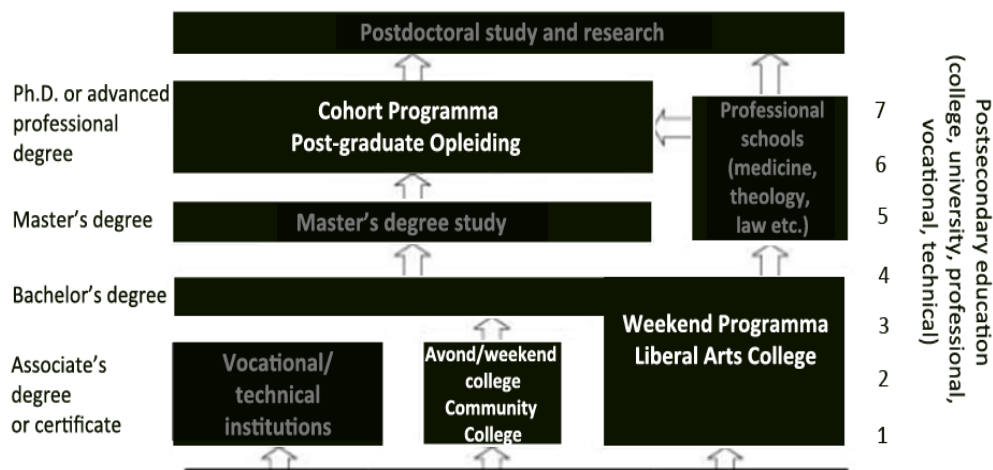 Postdoctoral study and research
Ph.D. or advanced
professional
degree
Cohort Programma
Post-graduate Opleiding
Professional
schools
(medicine,
theology,
law etc.)
7
6
5
Master's degree
Master's degree study
4
Bachelor's degree
3
Weekend Programma
Liberal Arts College
Associate's
degree
or certificate
Vocational/
technical
institutions
Avond/weekend
college
Community
College
2
1
Postsecondary education
(college, university, professional,
vocational, technical)